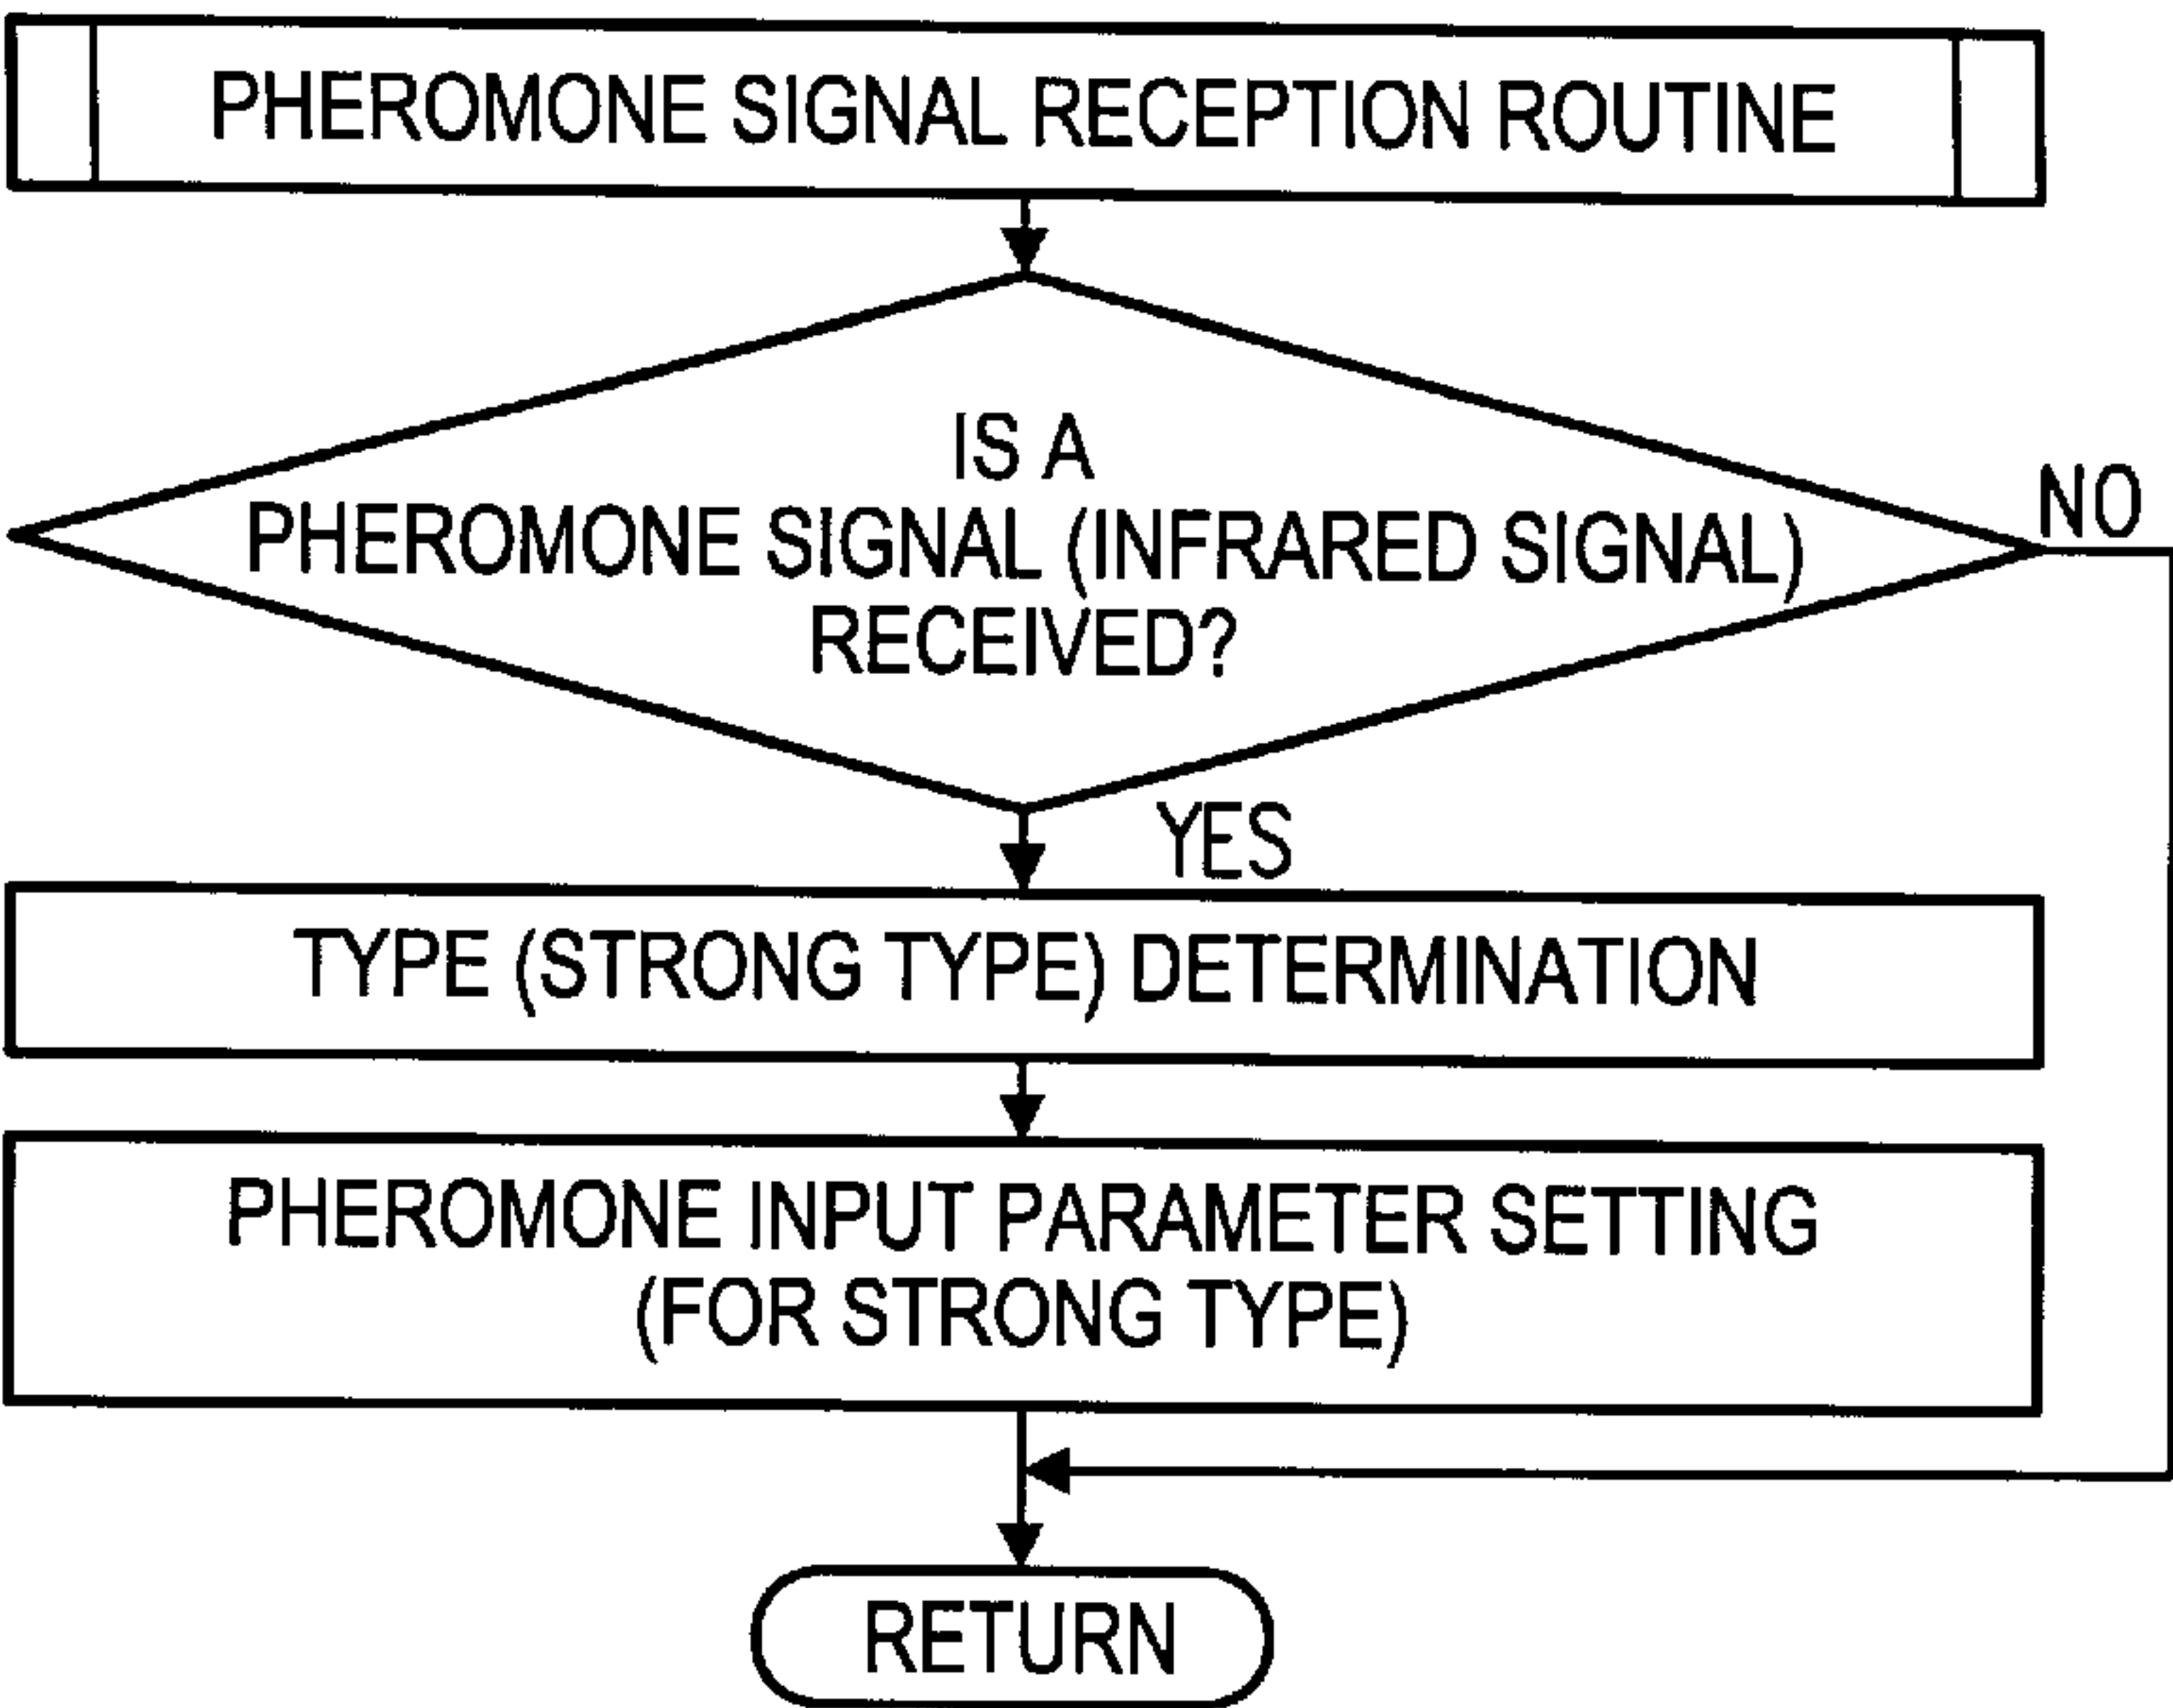 PHEROMONE SIGNAL RECEPTION ROUTINE
IS A
PHEROMONE SIGNAL (INFRARED SIGNAL)
RECEIVED?
NO
YES
TYPE (STRONG TYPE) DETERMINATION
PHEROMONE INPUT PARAMETER SETTING
(FOR STRONG TYPE)
RETURN